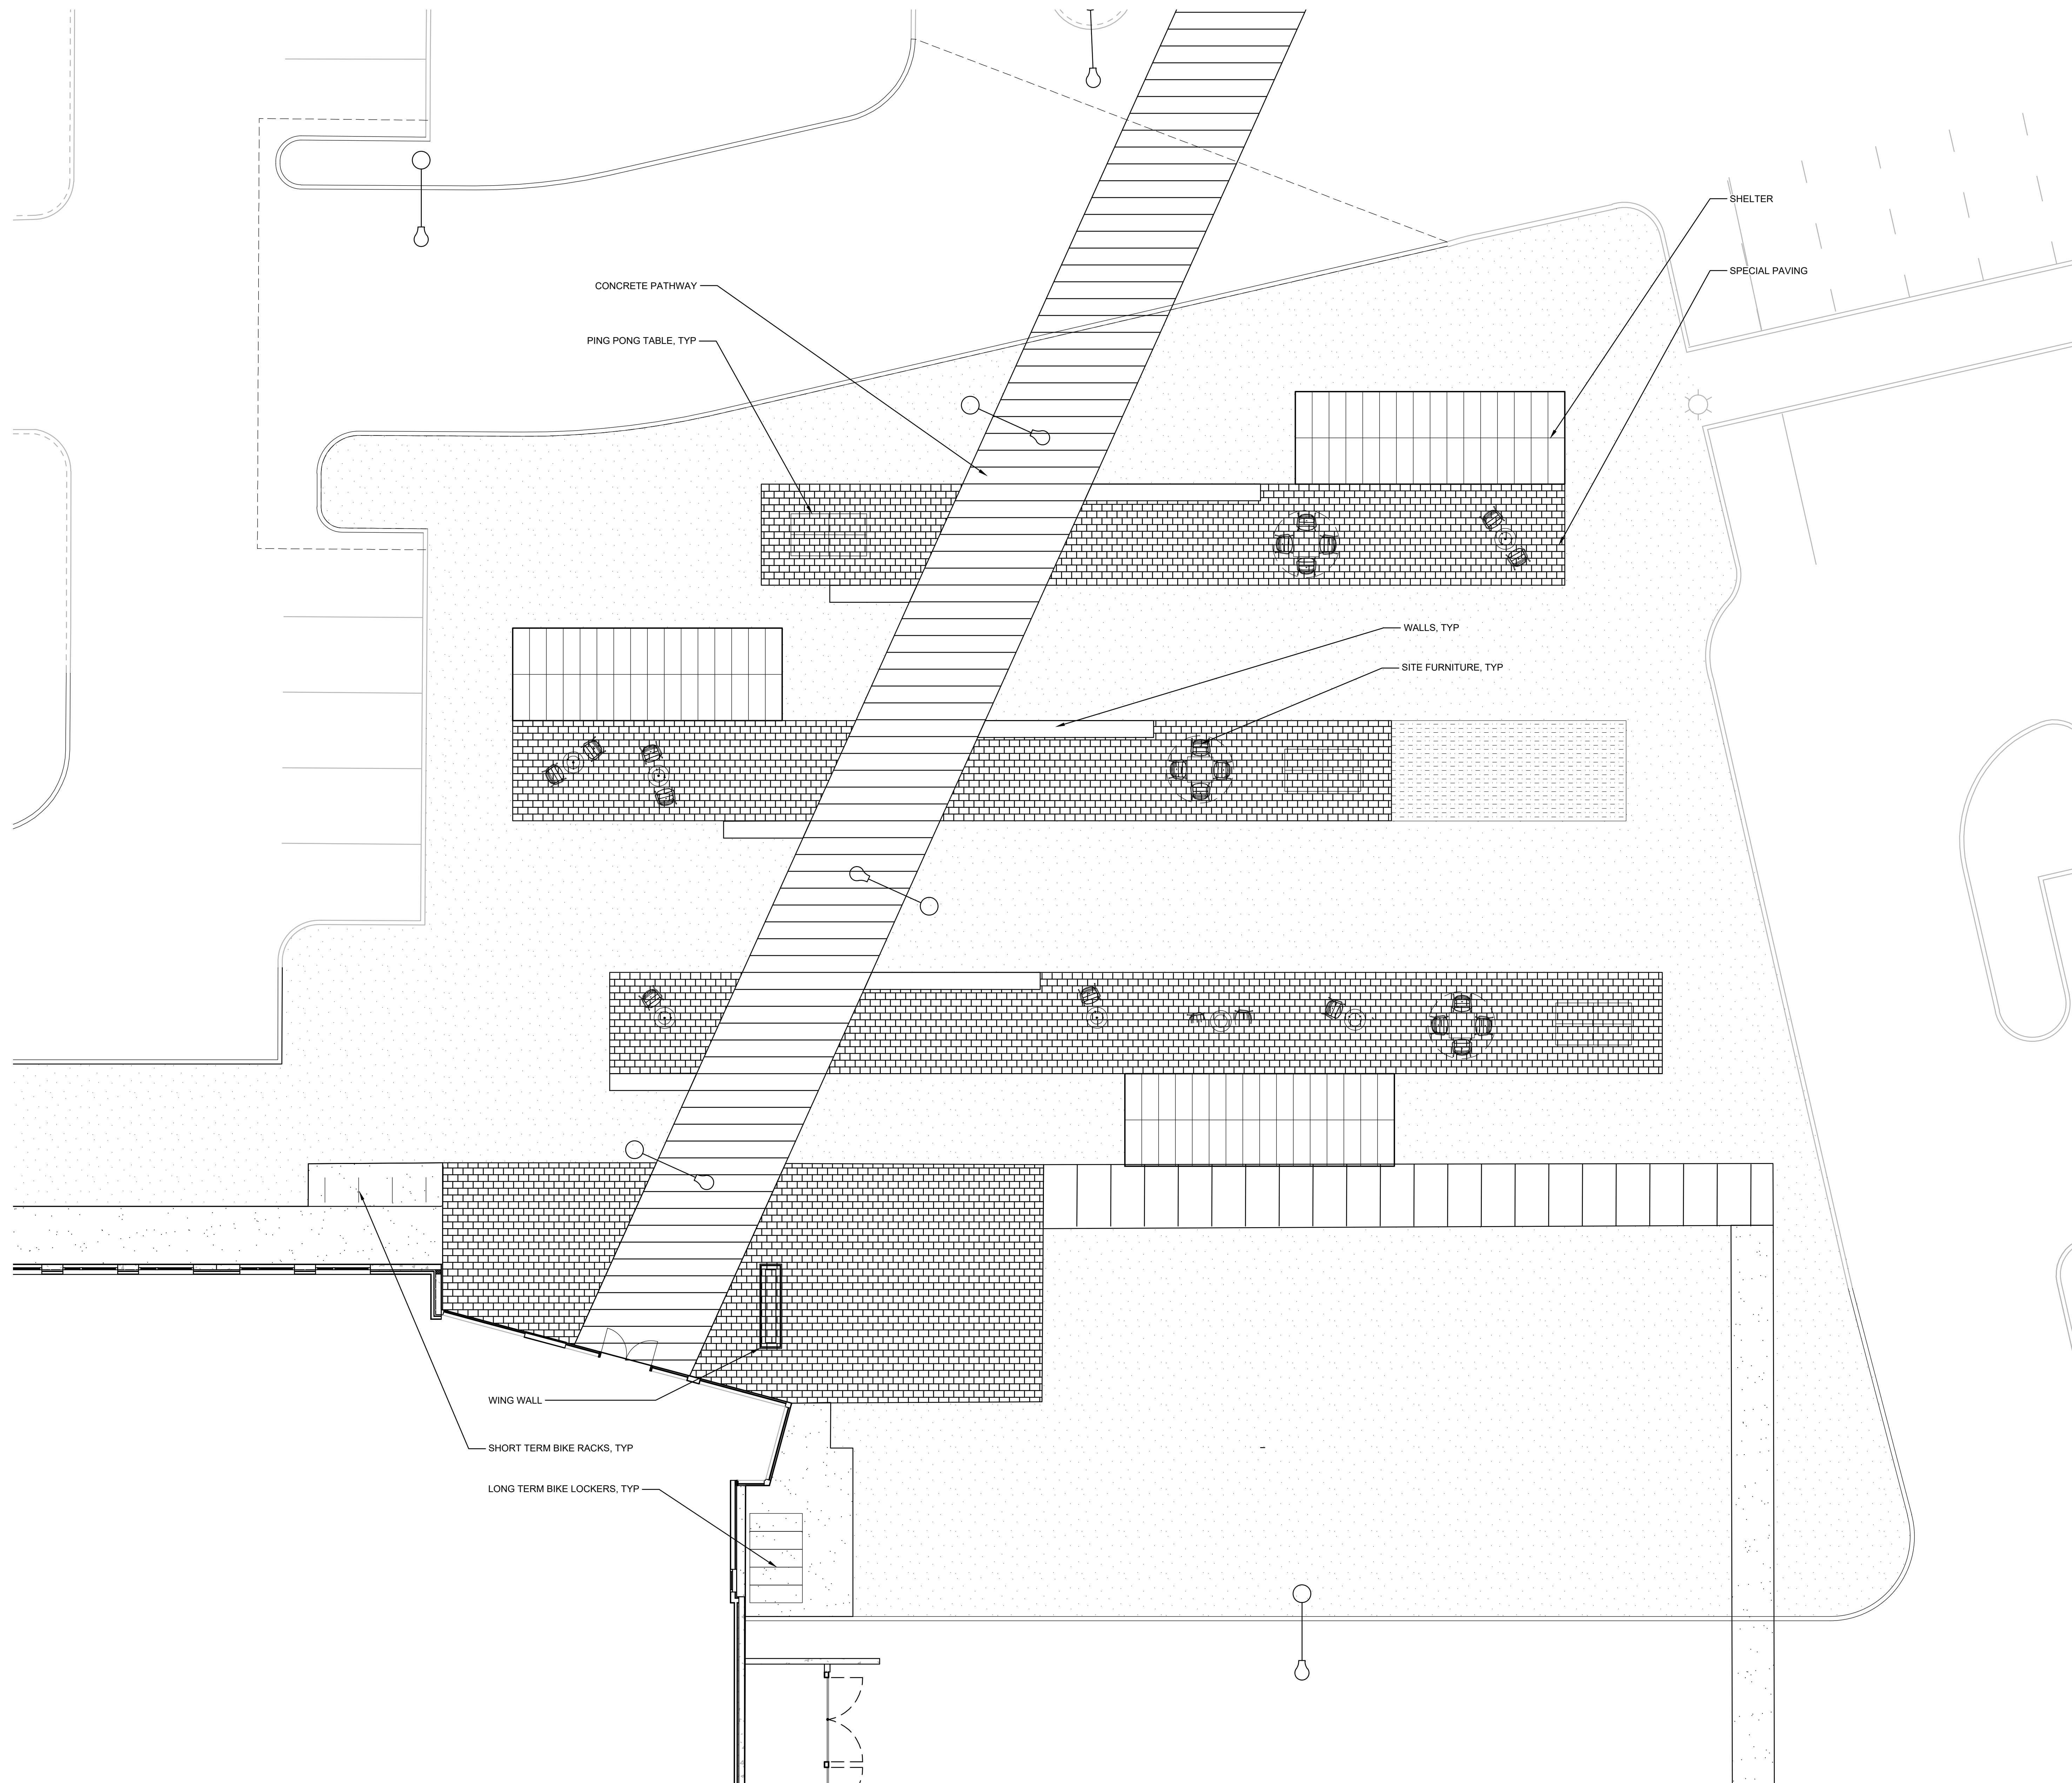 SHELTER
SPECIAL PAVING
CONCRETE PATHWAY
PING PONG TABLE, TYP
WALLS, TYP
SITE FURNITURE, TYP
WING WALL
SHORT TERM BIKE RACKS, TYP
LONG TERM BIKE LOCKERS, TYP